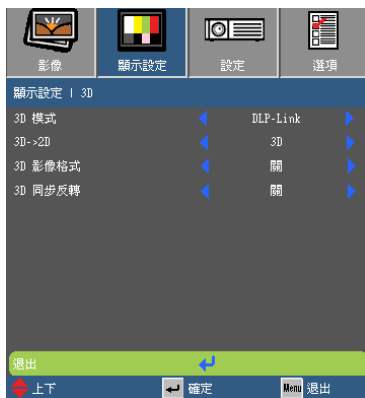 影像 顯示設定 設定 選項
顯示設定 | 3D
3D 模式 DLP-Link
3D->2D 3D
3D 影像格式 關
3D 同步反轉 關
退出
上下 確定 Menu 退出